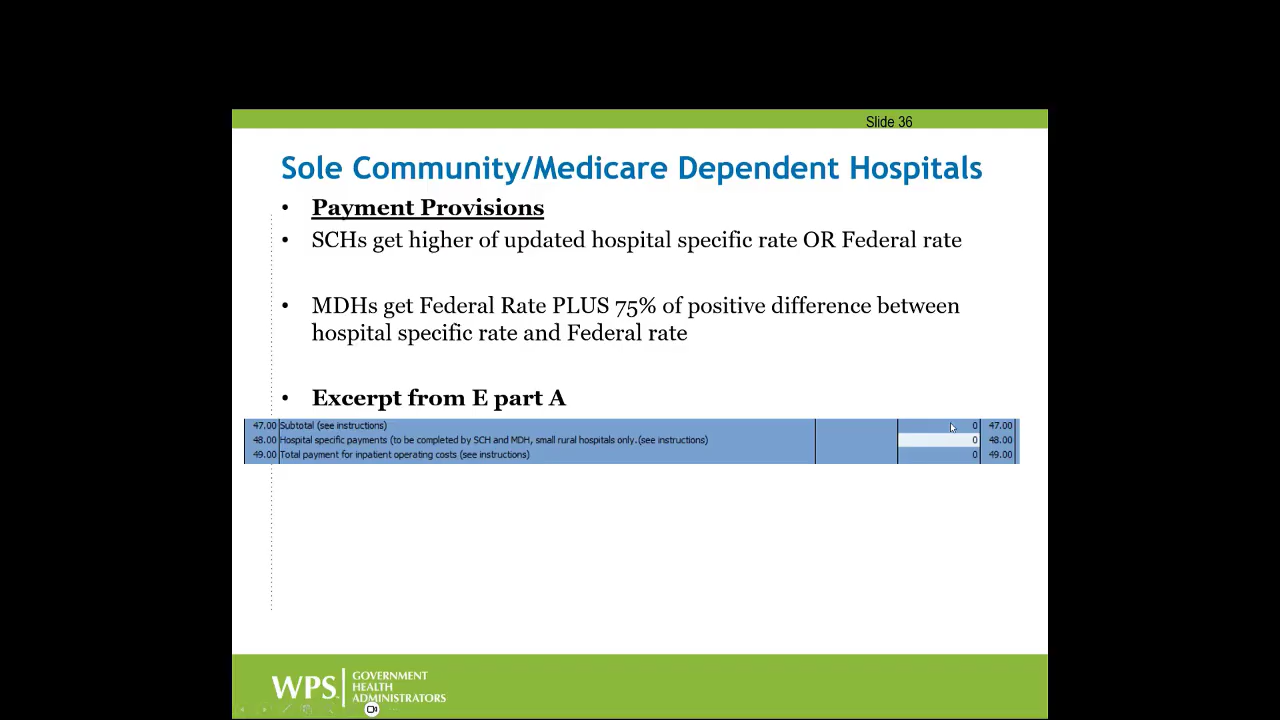 Slide 36
Sole Community/Medicare Dependent Hospitals
• Payment Provisions
• SCHs get higher of updated hospital specific rate OR Federal rate
• MDHs get Federal Rate PLUS 75% of positive difference between
hospital specific rate and Federal rate
• Excerpt from E part A
47.00 Subtotal (see instructions) 0 47.00
48.00 Hospital specific payments (to be completed by SCH and MDH, small rural hospitals only.(see instructions) 0 48.00
49.00 Total payment for inpatient operating costs (see instructions) 0 49.00
WPS GOVERNMENT
HEALTH
ADMINISTRATORS